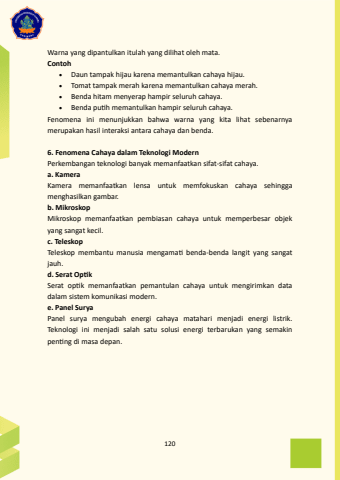 Warna yang dipantulkan itulah yang dilihat oleh mata.
Contoh
• Daun tampak hijau karena memantulkan cahaya hijau.
• Tomat tampak merah karena memantulkan cahaya merah.
• Benda hitam menyerap hampir seluruh cahaya.
• Benda putih memantulkan hampir seluruh cahaya.
Fenomena ini menunjukkan bahwa warna yang kita lihat sebenarnya
merupakan hasil interaksi antara cahaya dan benda.
6. Fenomena Cahaya dalam Teknologi Modern
Perkembangan teknologi banyak memanfaatkan sifat-sifat cahaya.
a. Kamera
Kamera memanfaatkan lensa untuk memfokuskan cahaya sehingga
menghasilkan gambar.
b. Mikroskop
Mikroskop memanfaatkan pembiasan cahaya untuk memperbesar objek
yang sangat kecil.
c. Teleskop
Teleskop membantu manusia mengamati benda-benda langit yang sangat
jauh.
d. Serat Optik
Serat optik memanfaatkan pemantulan cahaya untuk mengirimkan data
dalam sistem komunikasi modern.
e. Panel Surya
Panel surya mengubah energi cahaya matahari menjadi energi listrik.
Teknologi ini menjadi salah satu solusi energi terbarukan yang semakin
penting di masa depan.
120